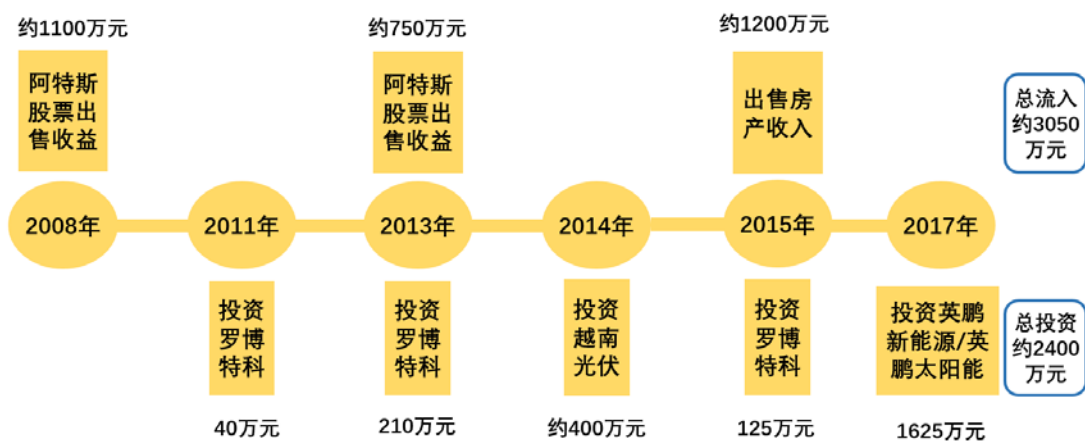 约1100万元
约750万元
约1200万元
阿特斯
股票出
售收益
阿特斯
股票出
售收益
出售房
产收入
总流入
约3050
万元
2008年
2011年
2013年
2014年
2015年
2017年
投资
罗博
特科
投资
罗博
特科
投资
越南
光伏
投资
罗博
特科
投资英鹏
新能源/英
鹏太阳能
总投资
约2400
万元
40万元
210万元
约400万元
125万元
1625万元